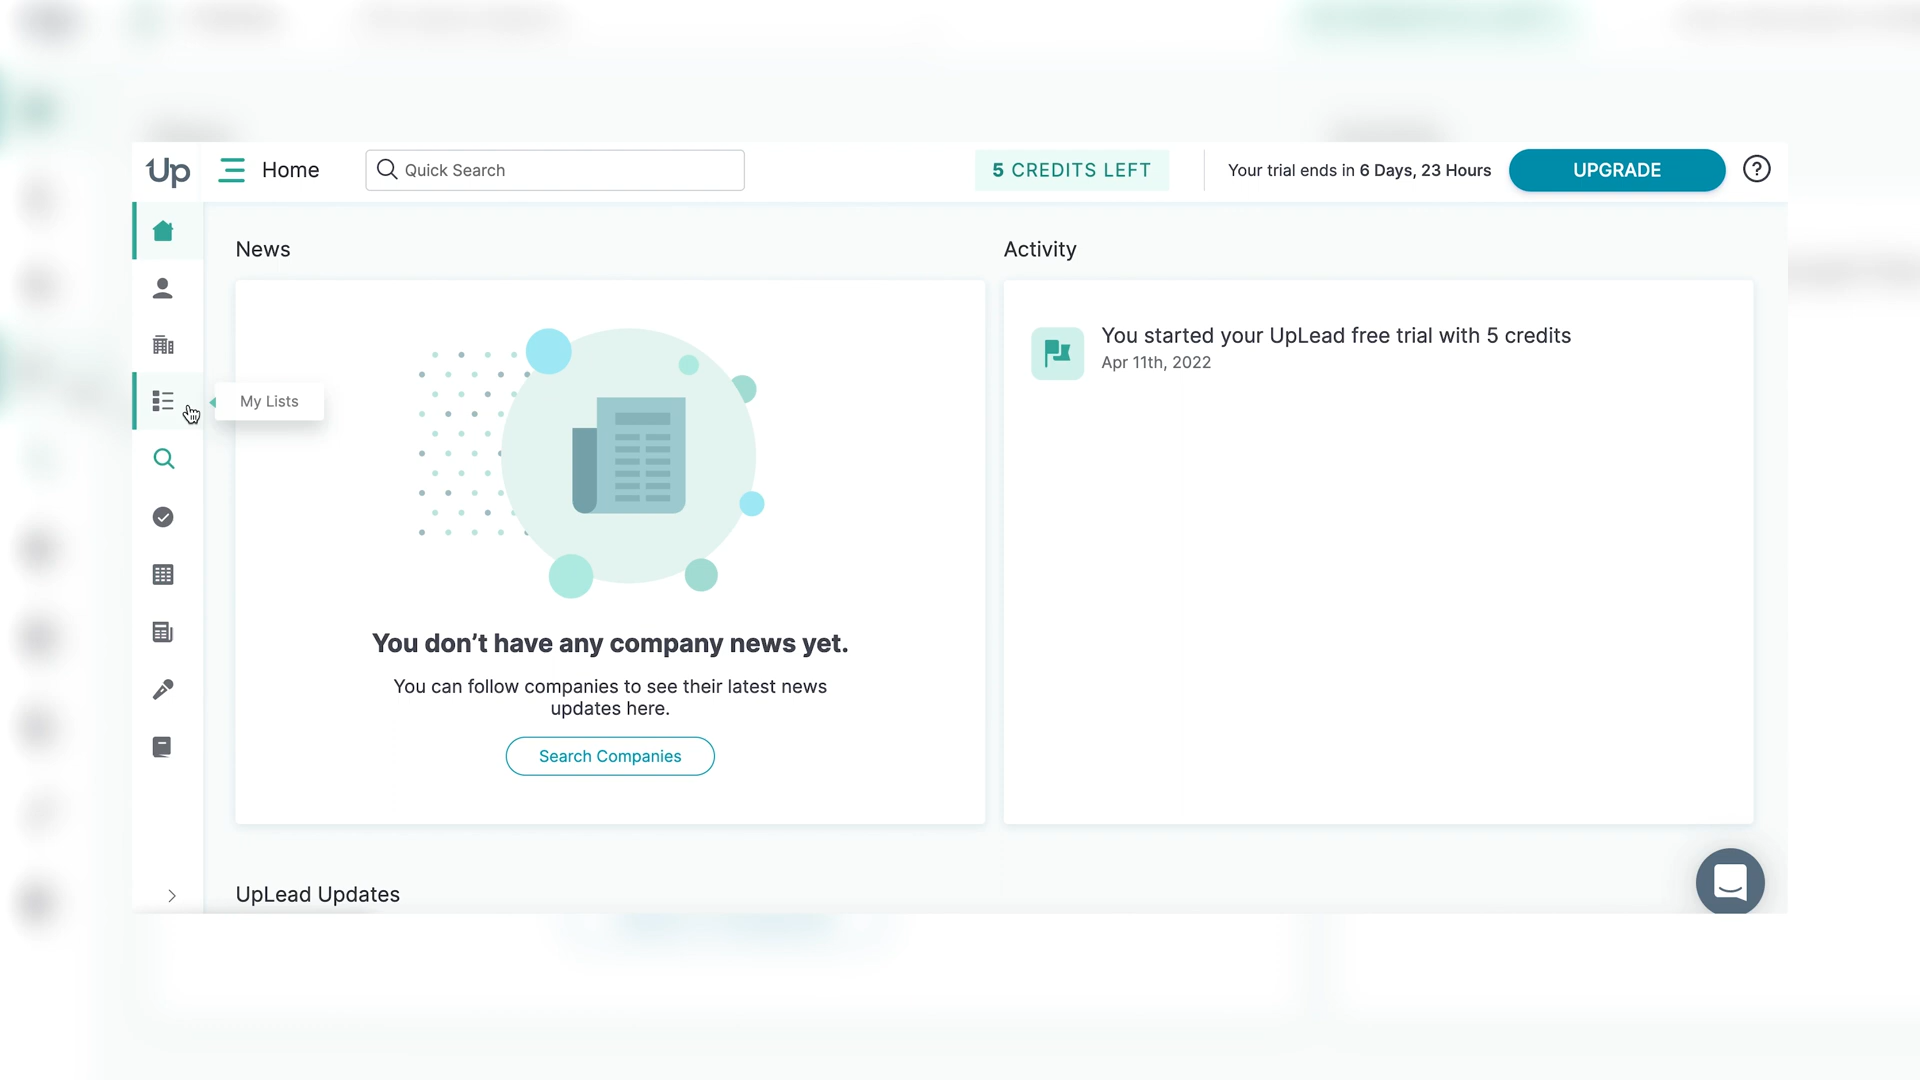 Up
Home
Quick Search
5 CREDITS LEFT
Your trial ends in 6 Days, 23 Hours
UPGRADE
?
News
Activity
You started your UpLead free trial with 5 credits
Apr 11th, 2022
My Lists
You don’t have any company news yet.
You can follow companies to see their latest news
updates here.
Search Companies
UpLead Updates